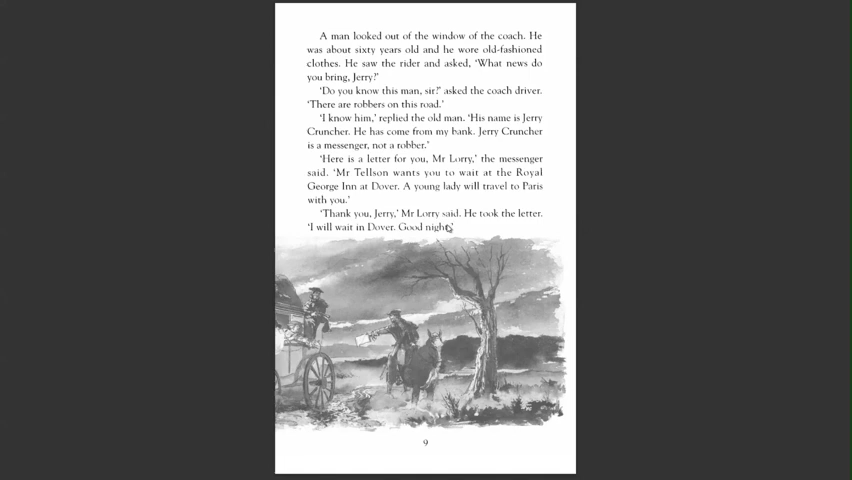 A man looked out of the window of the coach. He
was about sixty years old and he wore old-fashioned
clothes. He saw the rider and asked, ‘What news do
you bring, Jerry?’
‘Do you know this man, sir?’ asked the coach driver.
‘There are robbers on this road.’
‘I know him,’ replied the old man. ‘His name is Jerry
Cruncher. He has come from my bank. Jerry Cruncher
is a messenger, not a robber.’
‘Here is a letter for you, Mr Lorry,’ the messenger
said. ‘Mr Tellson wants you to wait at the Royal
George Inn at Dover. A young lady will travel to Paris
with you.’
‘Thank you, Jerry,’ Mr Lorry said. He took the letter.
‘I will wait in Dover. Good night.’
9